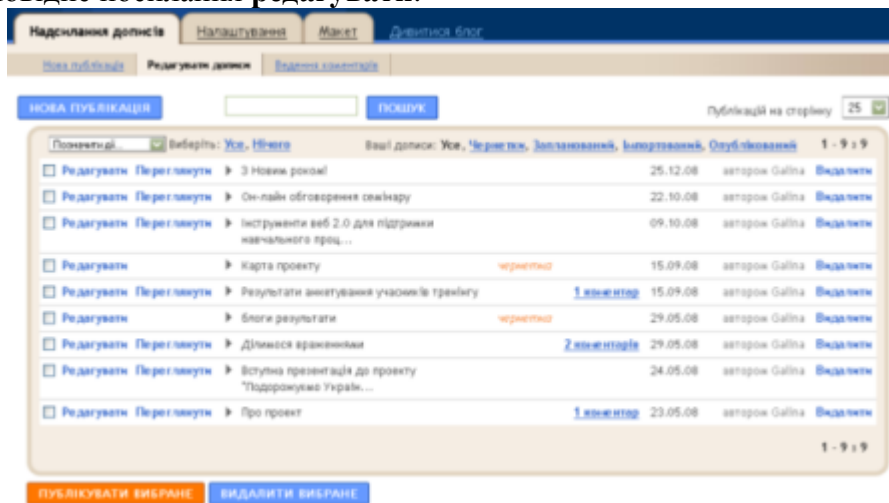 відне посилання редагувати.
Надсилання дописів Налаштування Макет Дивитися блог
Нова публікація Редагувати дописи Ведення коментарів
НОВА ПУБЛІКАЦІЯ ПОШУК Публікацій на сторінку 25
Позначити ді... Виберіть: Усе, Нічого Ваші дописи: Усе, Чернетки, Запланований, Імпортований, Опублікований 1 - 9 з 9
Редагувати Переглянути З Новим роком! 25.12.08 автором Galina Видалити
Редагувати Переглянути Он-лайн обговорення семінару 22.10.08 автором Galina Видалити
Редагувати Переглянути Інструменти веб 2.0 для підтримки 09.10.08 автором Galina Видалити
навчального проц...
Редагувати Карта проекту чернетка 15.09.08 автором Galina Видалити
Редагувати Переглянути Результати анкетування учасників тренінгу 1 коментар 15.09.08 автором Galina Видалити
Редагувати блоги результати чернетка 29.05.08 автором Galina Видалити
Редагувати Переглянути Ділимося враженнями 2 коментарів 29.05.08 автором Galina Видалити
Редагувати Переглянути Вступна презентація до проекту 24.05.08 автором Galina Видалити
"Подорожуємо Україн...
Редагувати Переглянути Про проект 1 коментар 23.05.08 автором Galina Видалити
1 - 9 з 9
ПУБЛІКУВАТИ ВИБРАНЕ ВИДАЛИТИ ВИБРАНЕ